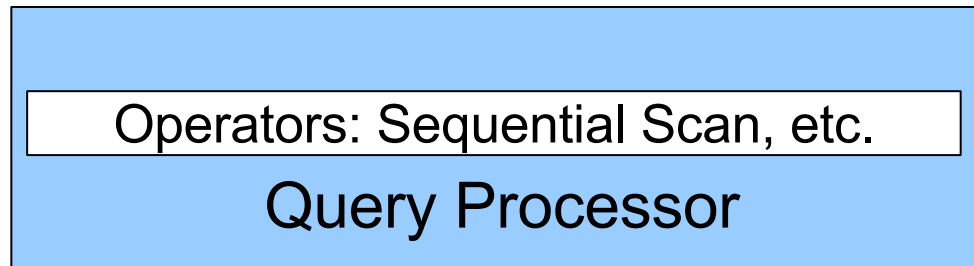 Operators: Sequential Scan, etc.
Query Processor